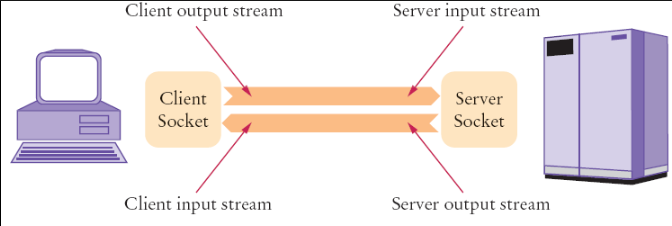 Client output stream
Server input stream
Client
Socket
Server
Socket
Client input stream
Server output stream